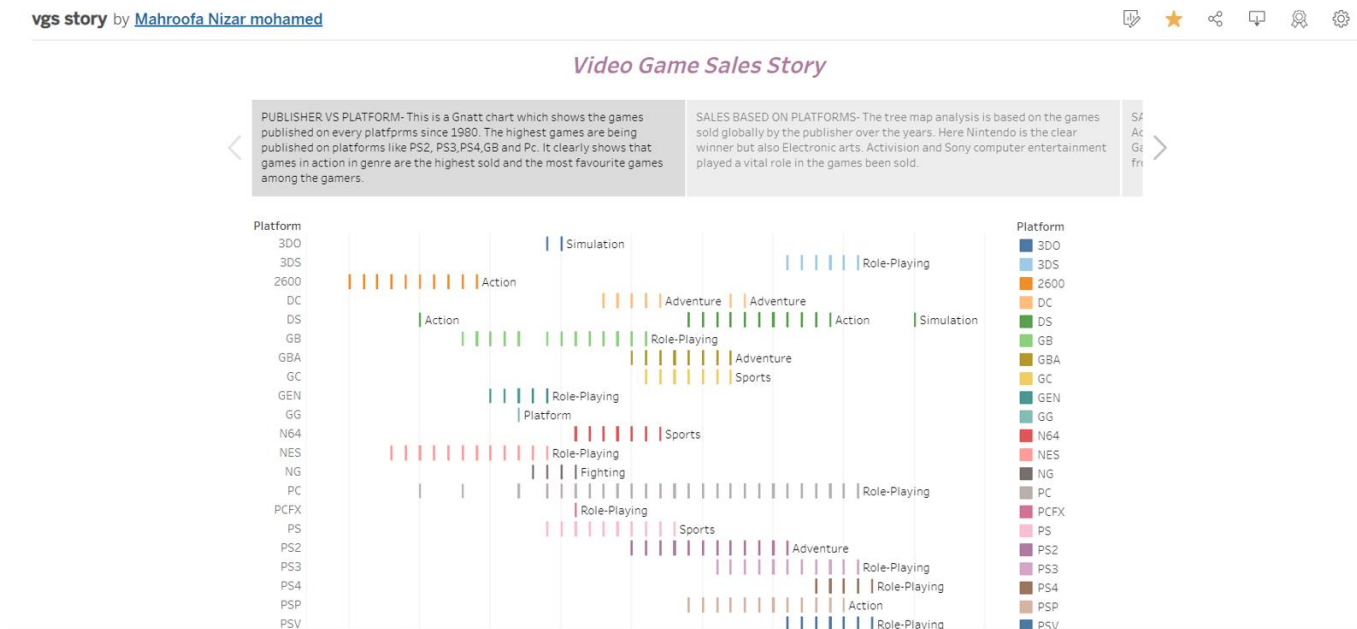 vgs story by Mahroofa Nizar mohamed
Video Game Sales Story
PUBLISHER VS PLATFORM- This is a Gnatt chart which shows the games
published on every platfprms since 1980. The highest games are being
published on platforms like PS2, PS3,PS4,GB and Pc. It clearly shows that
games in action in genre are the highest sold and the most favourite games
among the gamers.
SALES BASED ON PLATFORMS- The tree map analysis is based on the games
sold globally by the publisher over the years. Here Nintendo is the clear
winner but also Electronic arts. Activision and Sony computer entertainment
played a vital role in the games been sold.
Platform
3DO Simulation
3DS Role-Playing
2600 Action
DC Adventure Adventure
DS Action Action Simulation
GB Role-Playing
GBA Adventure
GC Sports
GEN Role-Playing
GG Platform
N64 Sports
NES Role-Playing
NG Fighting
PC Role-Playing
PCFX Role-Playing
PS Sports
PS2 Adventure
PS3 Role-Playing
PS4 Role-Playing
PSP Action
PSV Role-Playing
Platform
3DO
3DS
2600
DC
DS
GB
GBA
GC
GEN
GG
N64
NES
NG
PC
PCFX
PS
PS2
PS3
PS4
PSP
PSV